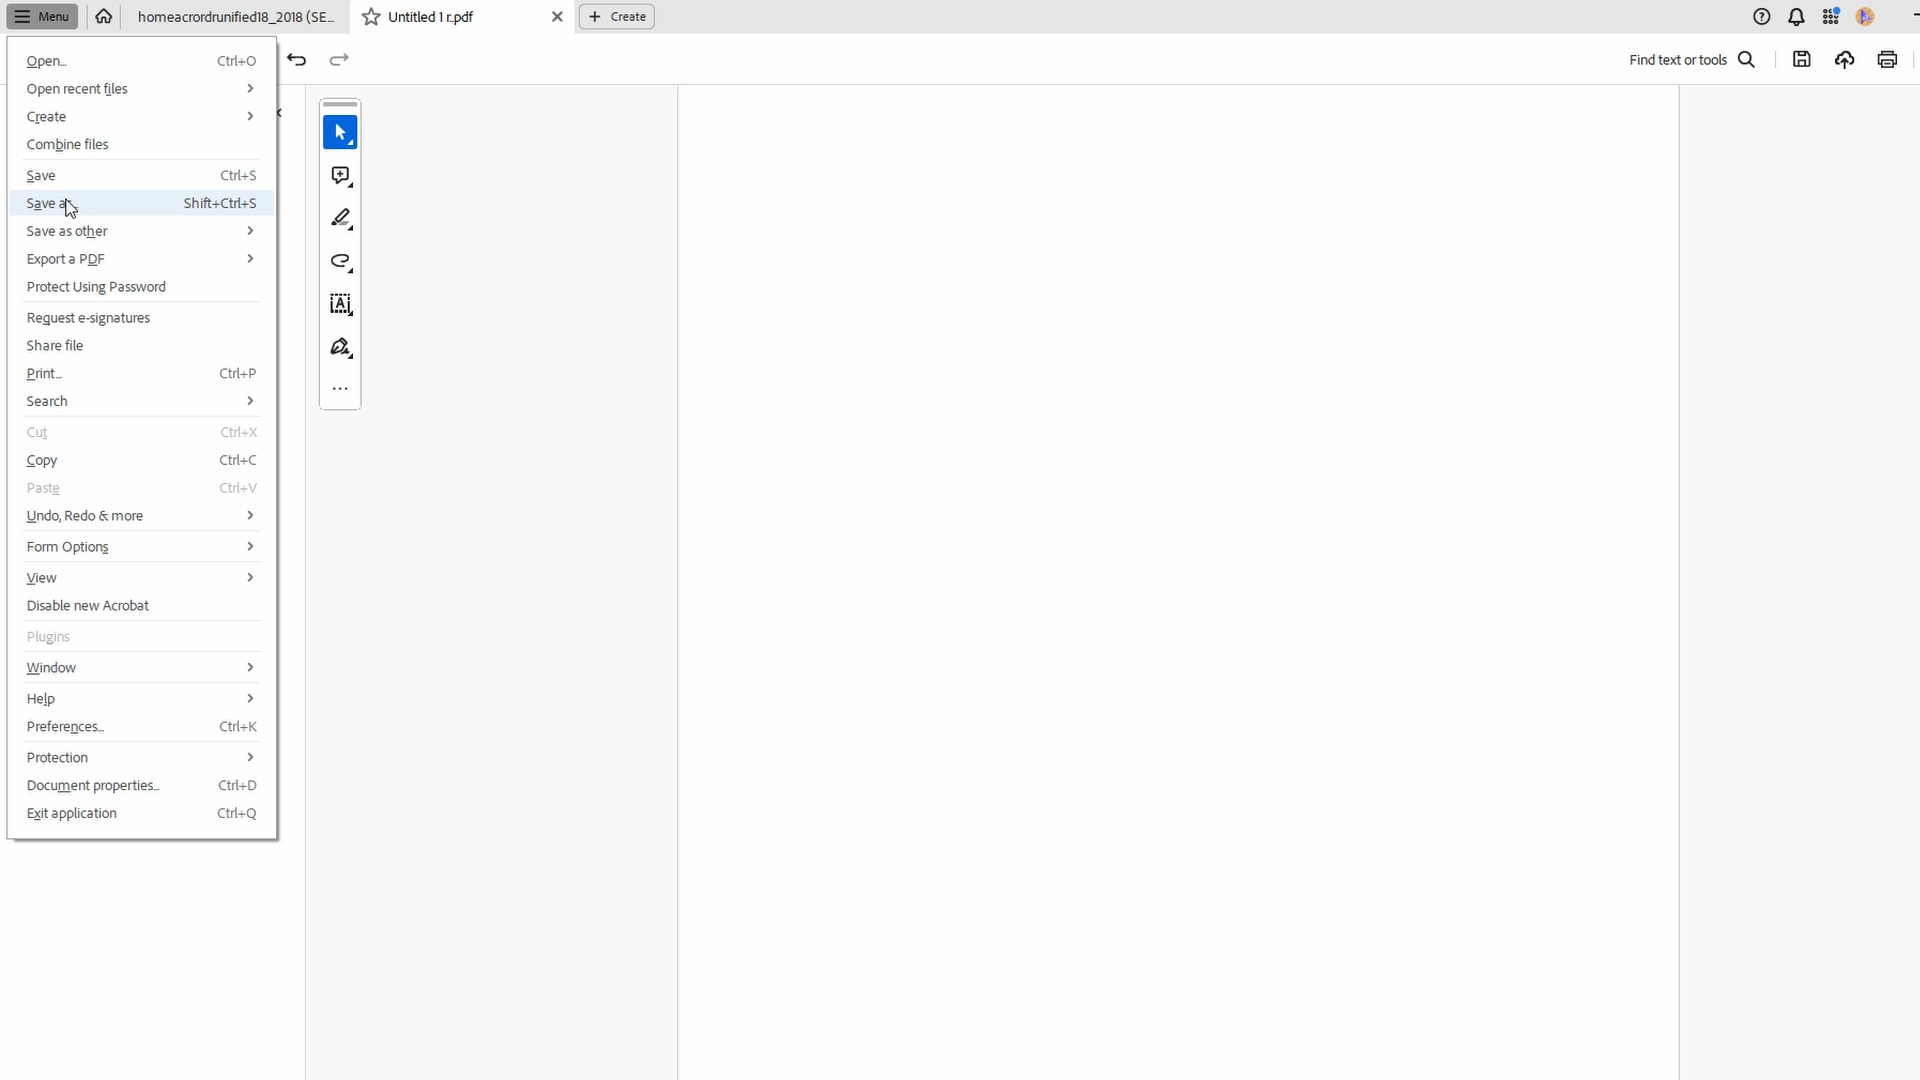 Menu
homeacrordrunified18_2018 (SE...
Untitled 1 r.pdf
Create
Open... Ctrl+O
Open recent files
Create
Combine files
Save Ctrl+S
Save Shift+Ctrl+S
Save as other
Export a PDF
Protect Using Password
Request e-signatures
Share file
Print... Ctrl+P
Search
Cut Ctrl+X
Copy Ctrl+C
Paste Ctrl+V
Undo, Redo & more
Form Options
View
Disable new Acrobat
Plugins
Window
Help
Preferences... Ctrl+K
Protection
Document properties... Ctrl+D
Exit application Ctrl+Q
Find text or tools
A